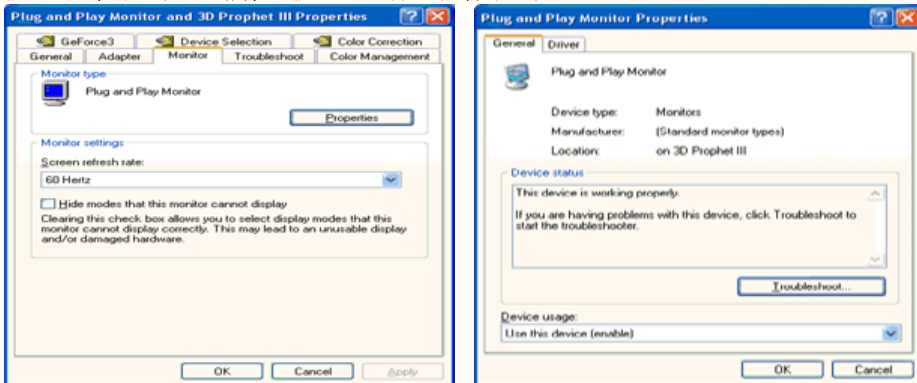 Plug and Play Monitor and 3D Prophet III Properties
GeForce3 Device Selection Color Correction
General Adapter Monitor Troubleshoot Color Management
Monitor type
Plug and Play Monitor
Properties
Monitor settings
Screen refresh rate:
60 Hertz
Hide modes that this monitor cannot display
Clearing this check box allows you to select display modes that this
monitor cannot display correctly. This may lead to an unusable display
and/or damaged hardware.
OK Cancel Apply
Plug and Play Monitor Properties
General Driver
Plug and Play Monitor
Device type: Monitors
Manufacturer: (Standard monitor types)
Location: on 3D Prophet III
Device status
This device is working properly.
If you are having problems with this device, click Troubleshoot to
start the troubleshooter.
Troubleshoot...
Device usage:
Use this device (enable)
OK Cancel